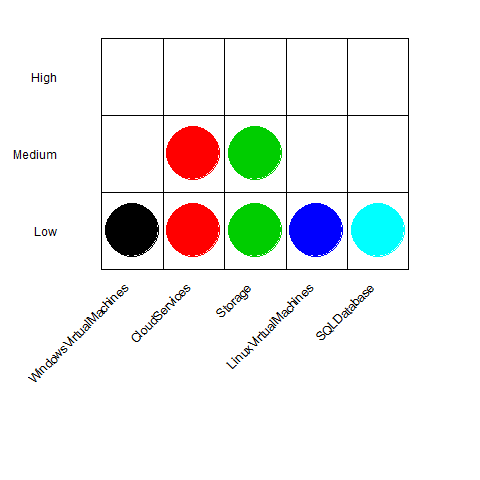 High
Medium
Low
WindowsVirtualMachines
CloudServices
Storage
LinuxVirtualMachines
SQLDatabase